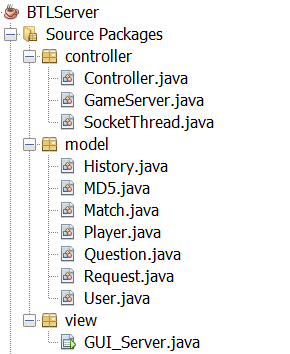 BTLServer
Source Packages
controller
Controller.java
GameServer.java
SocketThread.java
model
History.java
MD5.java
Match.java
Player.java
Question.java
Request.java
User.java
view
GUI_Server.java